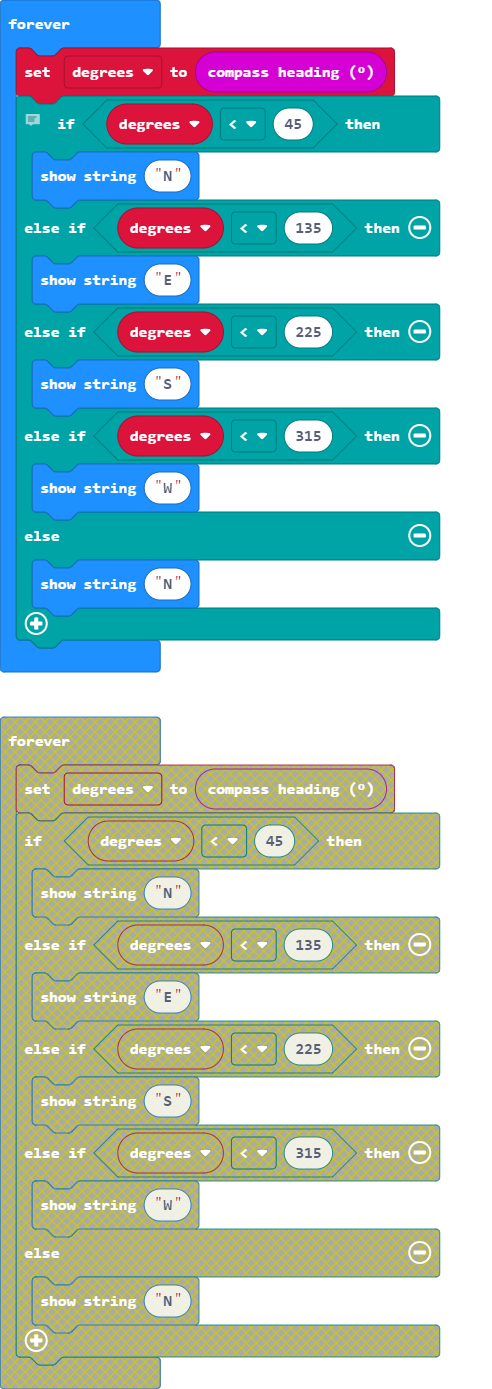 forever
set degrees to compass heading (º)
if degrees < 45 then
show string "N"
else if degrees < 135 then
show string "E"
else if degrees < 225 then
show string "S"
else if degrees < 315 then
show string "W"
else
show string "N"
forever
set degrees to compass heading (º)
if degrees < 45 then
show string "N"
else if degrees < 135 then
show string "E"
else if degrees < 225 then
show string "S"
else if degrees < 315 then
show string "W"
else
show string "N"